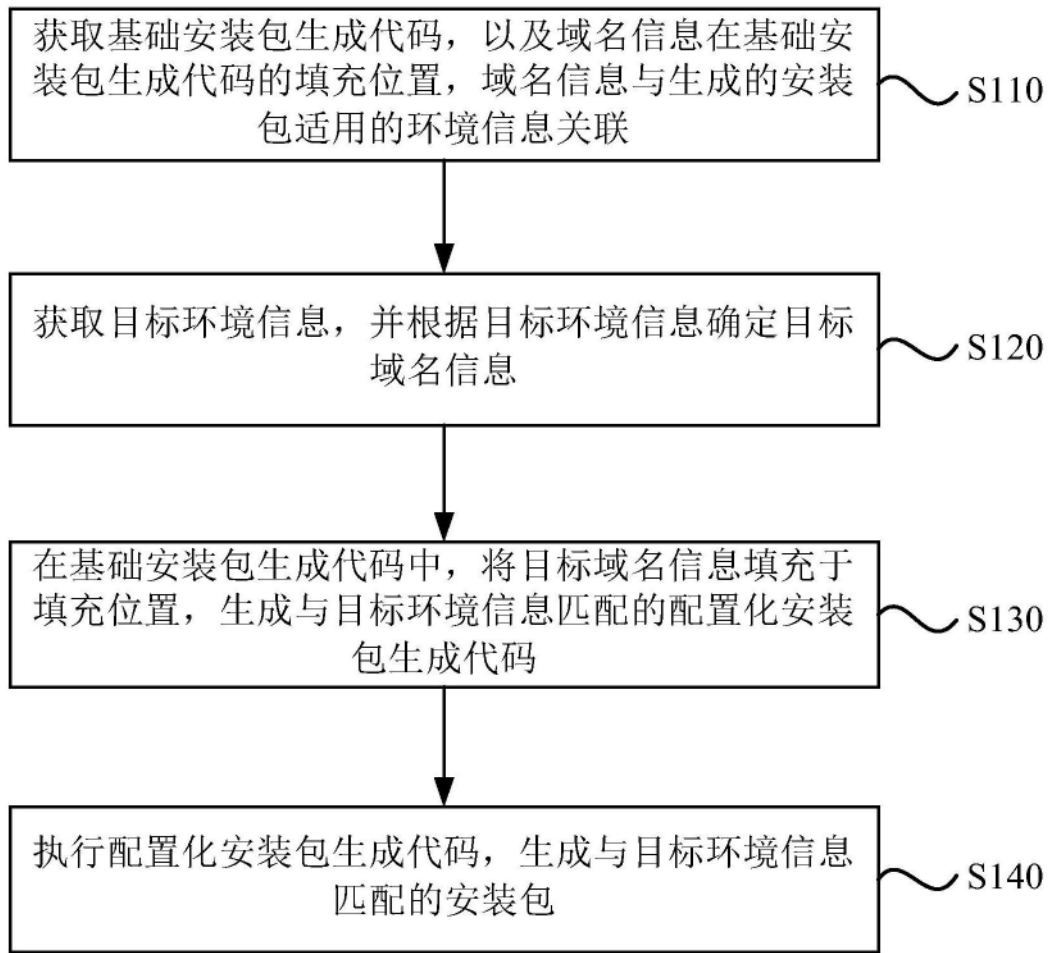 获取基础安装包生成代码，以及域名信息在基础安
装包生成代码的填充位置，域名信息与生成的安装
包适用的环境信息关联
S110
获取目标环境信息，并根据目标环境信息确定目标
域名信息
S120
在基础安装包生成代码中，将目标域名信息填充于
填充位置，生成与目标环境信息匹配的配置化安装
包生成代码
S130
执行配置化安装包生成代码，生成与目标环境信息
匹配的安装包
S140